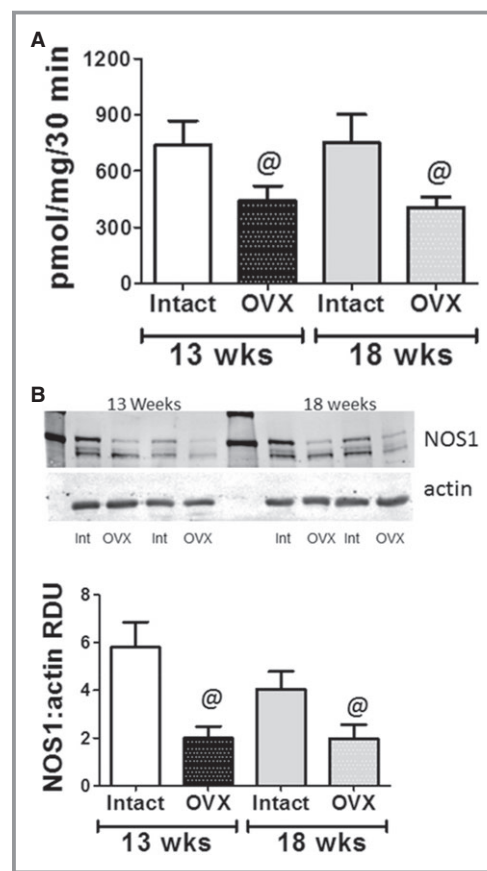 A
pmol/mg/30 min
1200
900
600
300
0
@
@
Intact
OVX
Intact
OVX
13 wks
18 wks
B
13 Weeks
18 weeks
NOS1
actin
Int OVX Int OVX
Int OVX Int OVX
NOS1:actin RDU
8
6
4
2
0
@
@
Intact
OVX
Intact
OVX
13 wks
18 wks